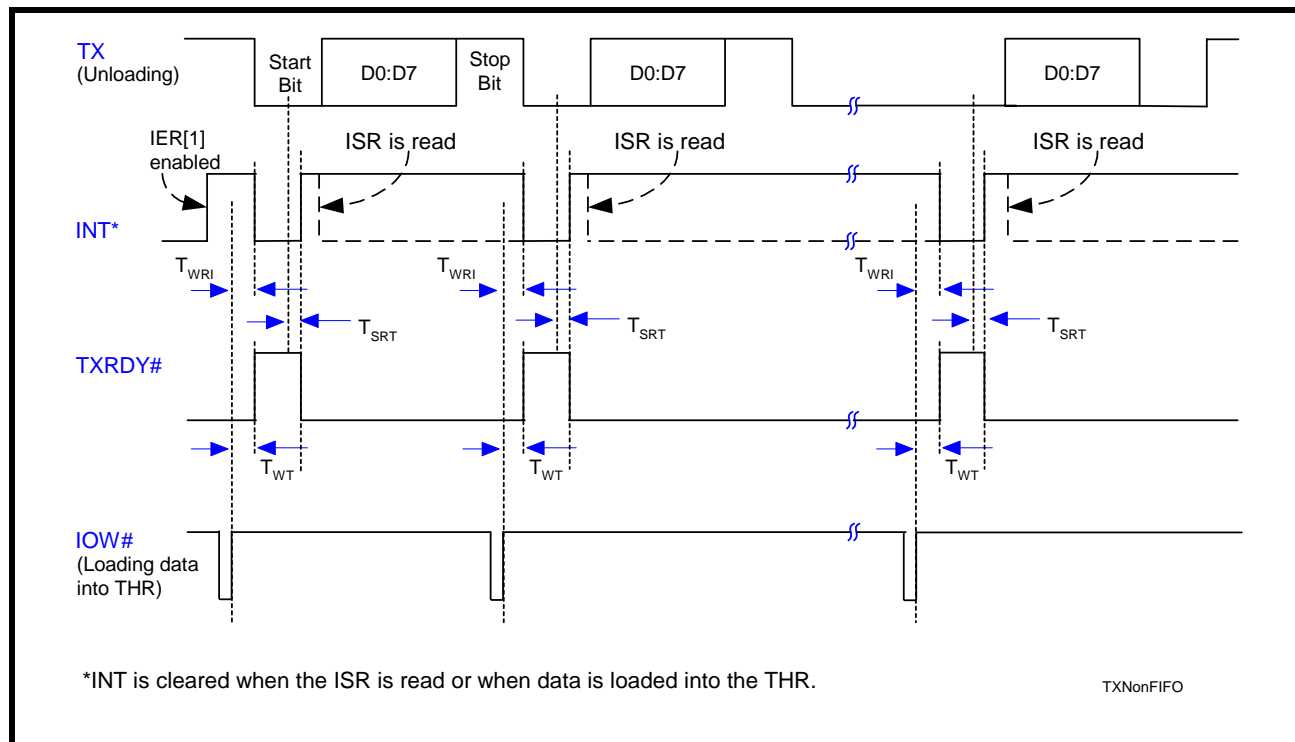 TX
(Unloading)
Start
Bit
D0:D7
Stop
Bit
D0:D7
D0:D7
IER[1]
enabled
ISR is read
ISR is read
ISR is read
INT*
TWRI
TWRI
TWRI
TSRT
TSRT
TSRT
TXRDY#
TWT
TWT
TWT
IOW#
(Loading data
into THR)
*INT is cleared when the ISR is read or when data is loaded into the THR.
TXNonFIFO